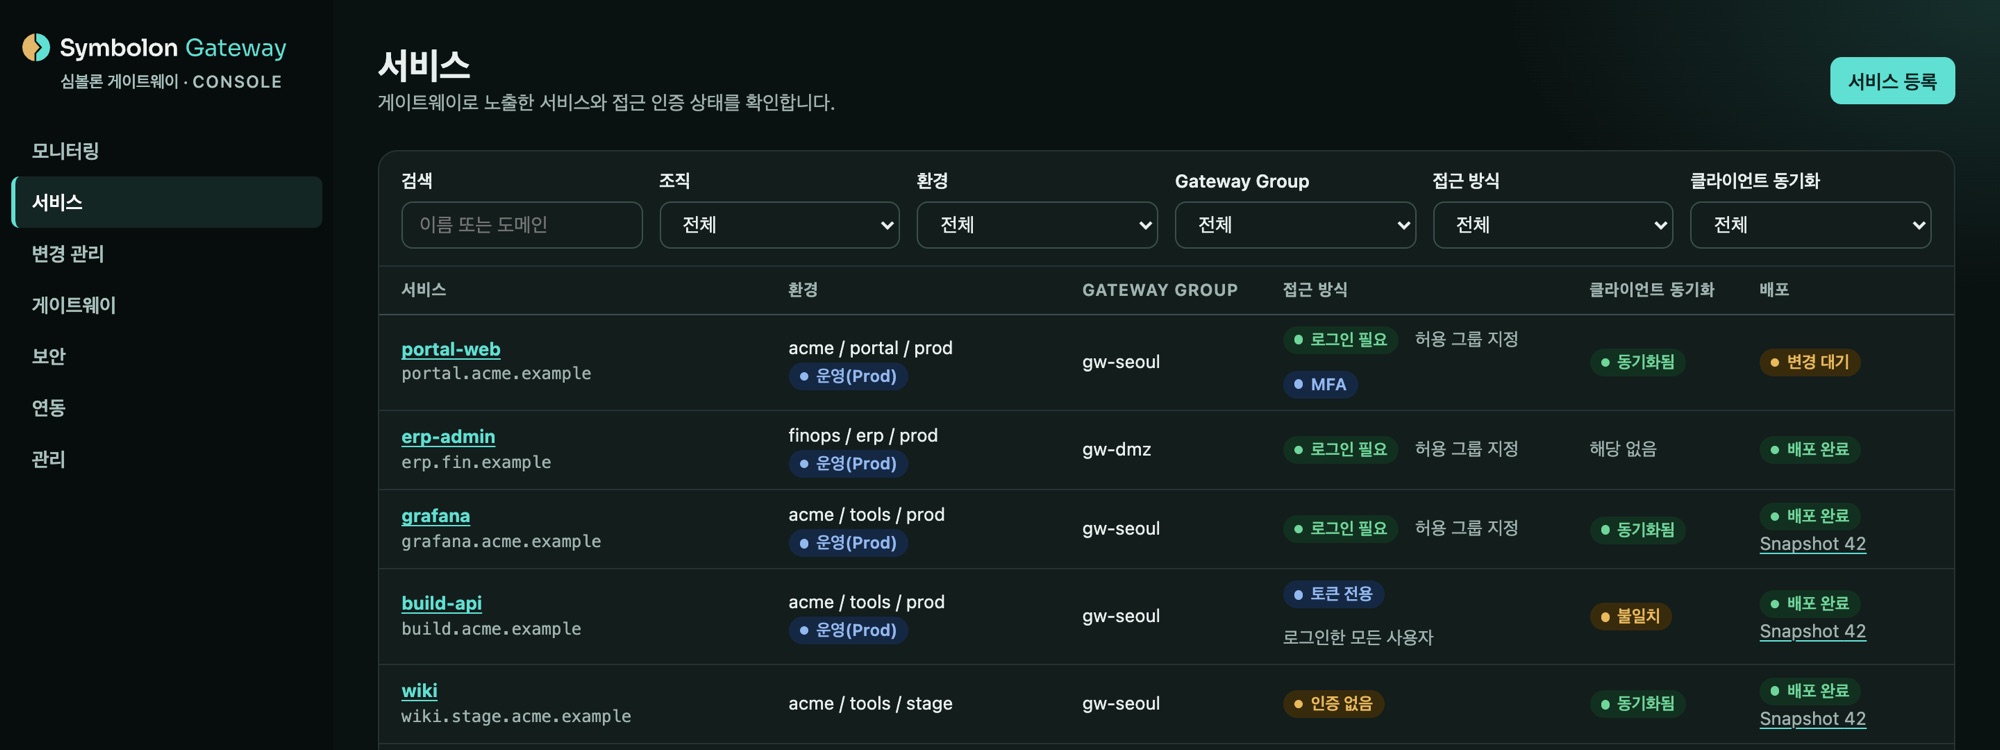 Symbolon Gateway
심볼론 게이트웨이 · CONSOLE
모니터링
서비스
변경 관리
게이트웨이
보안
연동
관리
서비스
게이트웨이로 노출한 서비스와 접근 인증 상태를 확인합니다.
서비스 등록
검색 조직 환경 Gateway Group 접근 방식 클라이언트 동기화
이름 또는 도메인 전체 전체 전체 전체 전체
서비스 환경 GATEWAY GROUP 접근 방식 클라이언트 동기화 배포
portal-web
portal.acme.example
acme / portal / prod
운영(Prod)
gw-seoul
로그인 필요 허용 그룹 지정
MFA
동기화됨
변경 대기
erp-admin
erp.fin.example
finops / erp / prod
운영(Prod)
gw-dmz
로그인 필요 허용 그룹 지정
해당 없음
배포 완료
grafana
grafana.acme.example
acme / tools / prod
운영(Prod)
gw-seoul
로그인 필요 허용 그룹 지정
동기화됨
배포 완료
Snapshot 42
build-api
build.acme.example
acme / tools / prod
운영(Prod)
gw-seoul
토큰 전용
로그인한 모든 사용자
불일치
배포 완료
Snapshot 42
wiki
wiki.stage.acme.example
acme / tools / stage
gw-seoul
인증 없음
동기화됨
배포 완료
Snapshot 42